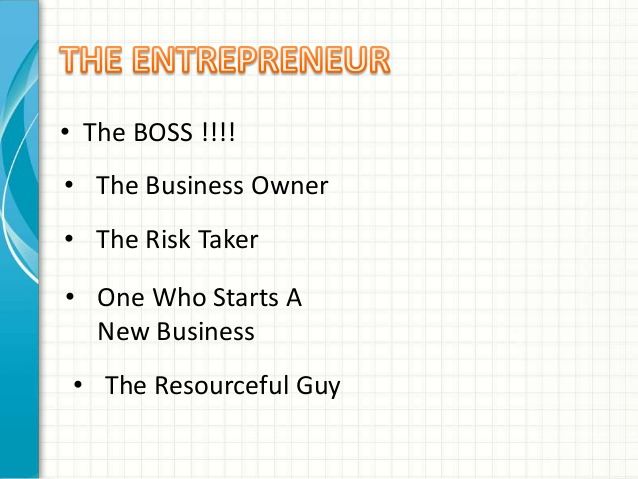 THE ENTREPRENEUR
• The BOSS !!!!
• The Business Owner
• The Risk Taker
• One Who Starts A
New Business
• The Resourceful Guy